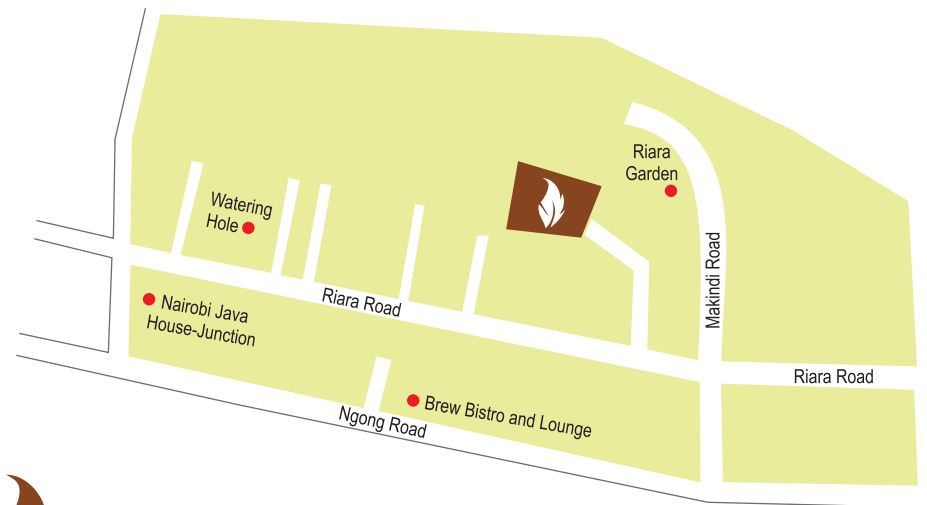 Riara
Garden
Watering
Hole
Makindi Road
Riara Road
Nairobi Java
House-Junction
Riara Road
Brew Bistro and Lounge
Ngong Road